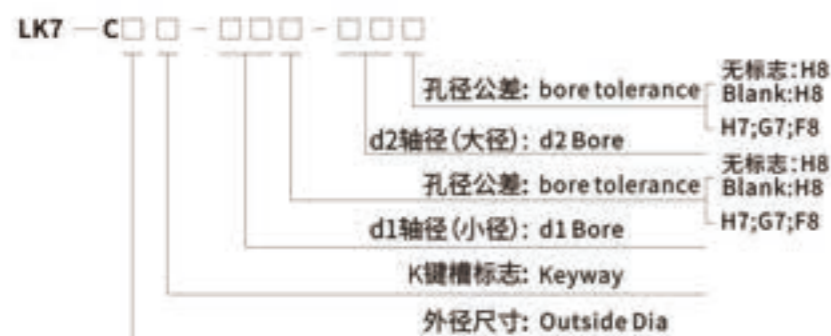 LK7 — C□ □ - □□□ - □□□
孔径公差: bore tolerance
无标志:H8
Blank:H8
H7;G7;F8
d2轴径(大径): d2 Bore
孔径公差: bore tolerance
无标志:H8
Blank:H8
H7;G7;F8
d1轴径(小径): d1 Bore
K键槽标志: Keyway
外径尺寸: Outside Dia